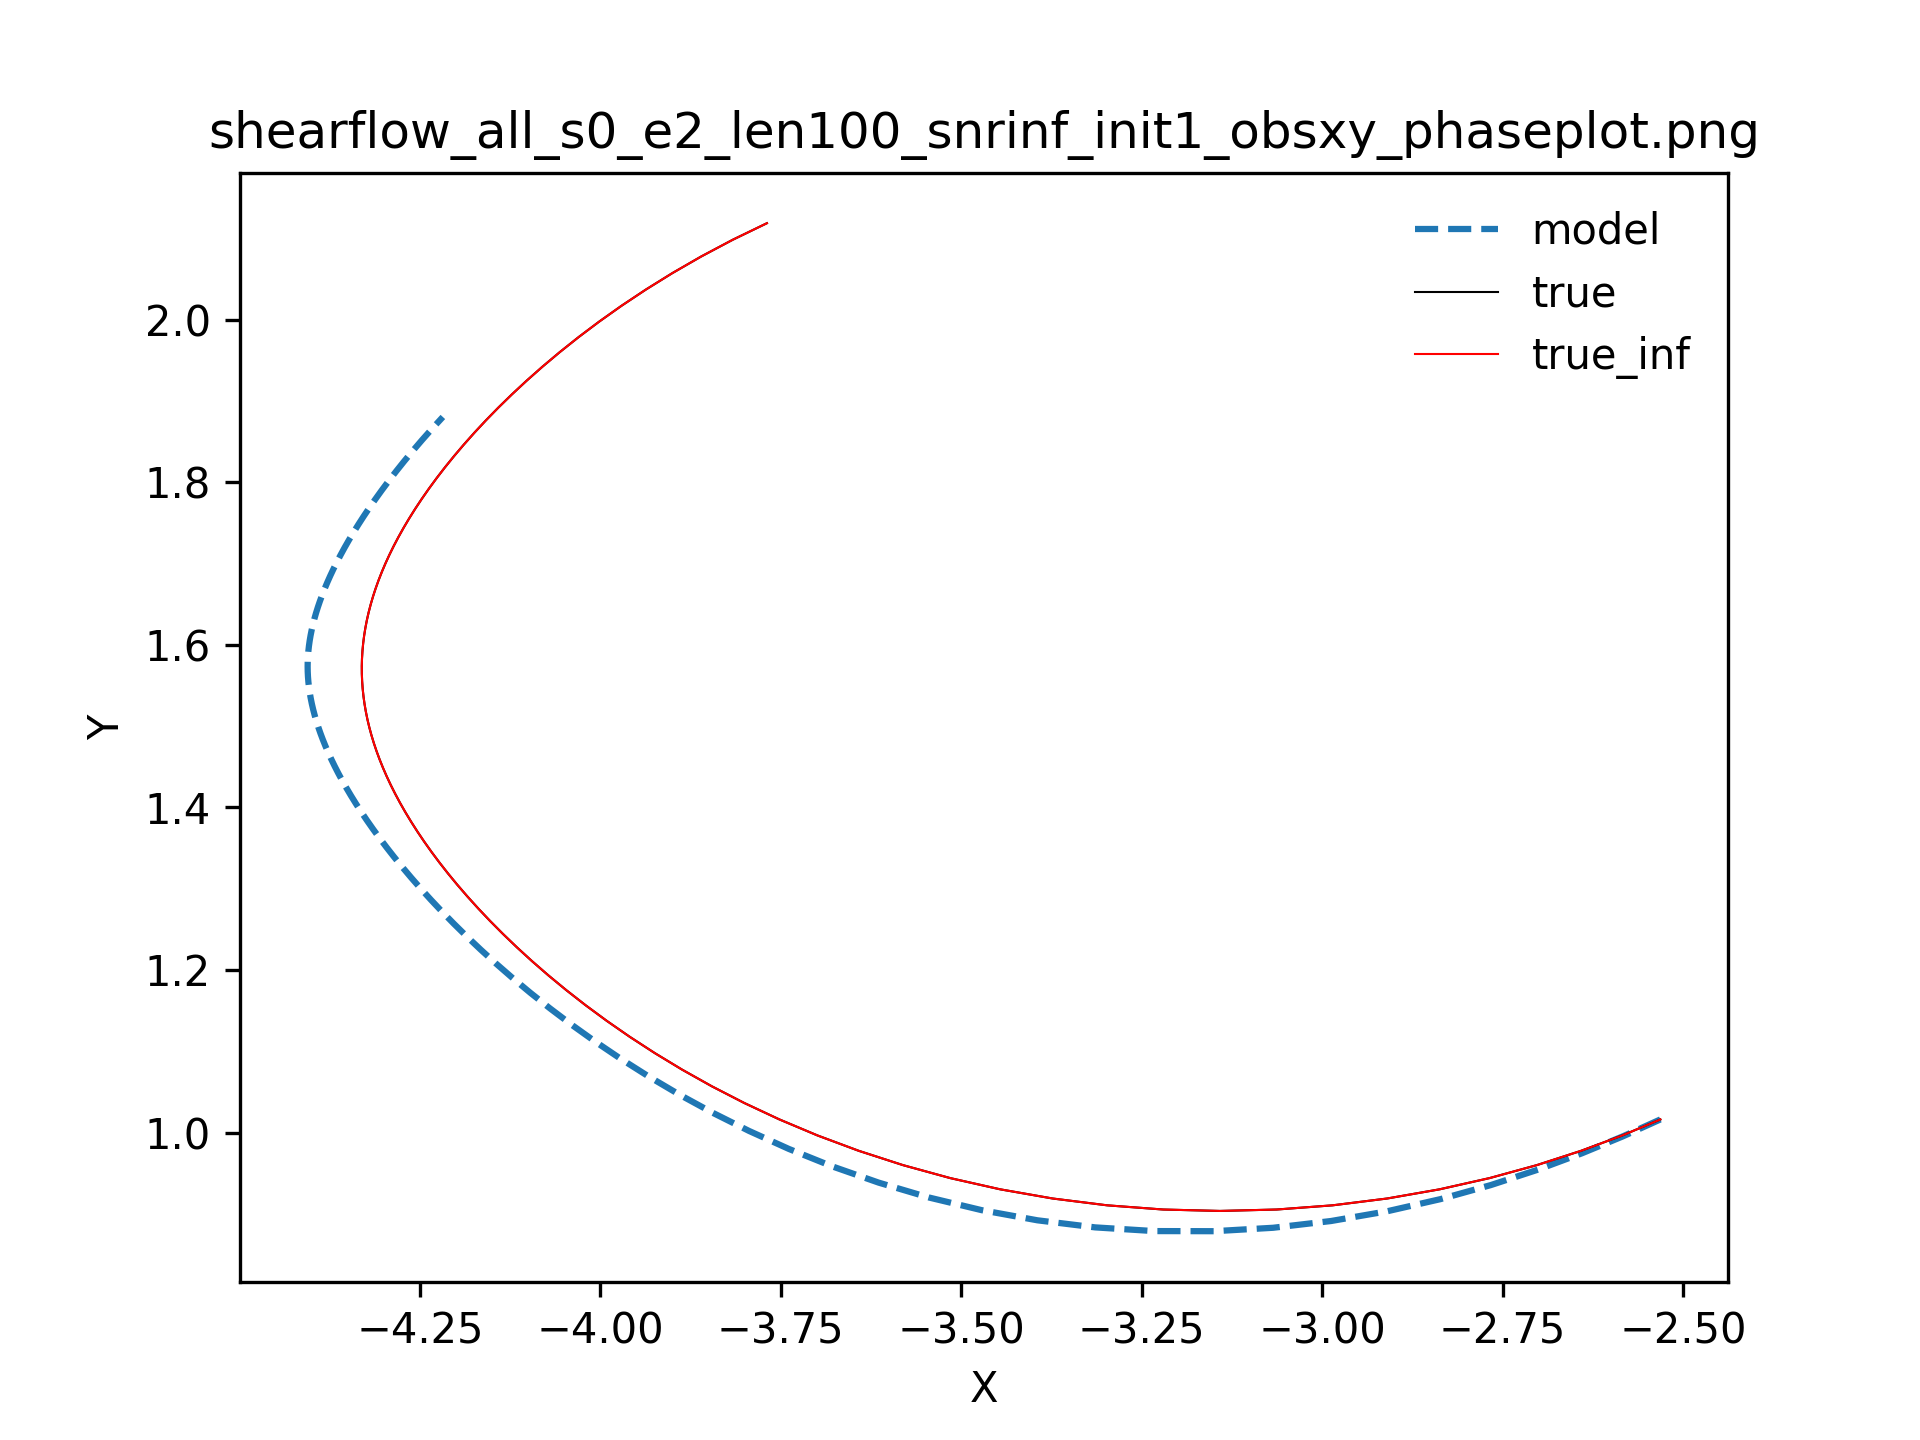 shearflow_all_s0_e2_len100_snrinf_init1_obsxy_phaseplot.png
model
true
true_inf
2.0
1.8
1.6
1.4
1.2
1.0
Y
−4.25 −4.00 −3.75 −3.50 −3.25 −3.00 −2.75 −2.50
X